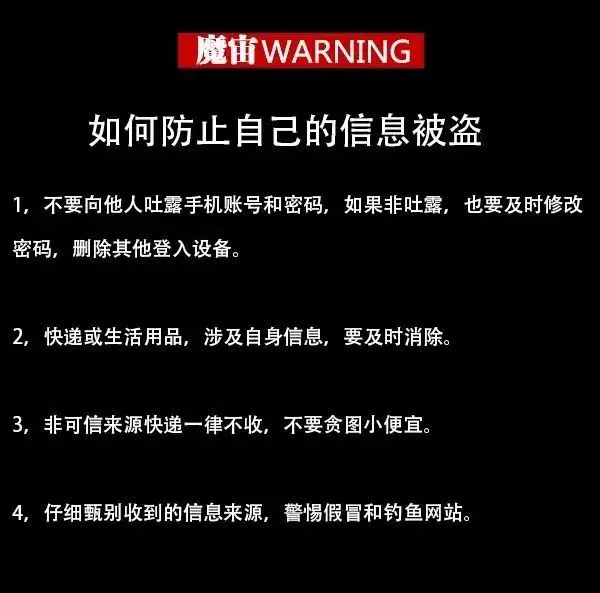 魔宙WARNING
如何防止自己的信息被盗
1，不要向他人吐露手机账号和密码，如果非吐露，也要及时修改
密码，删除其他登入设备。
2，快递或生活用品，涉及自身信息，要及时消除。
3，非可信来源快递一律不收，不要贪图小便宜。
4，仔细甄别收到的信息来源，警惕假冒和钓鱼网站。